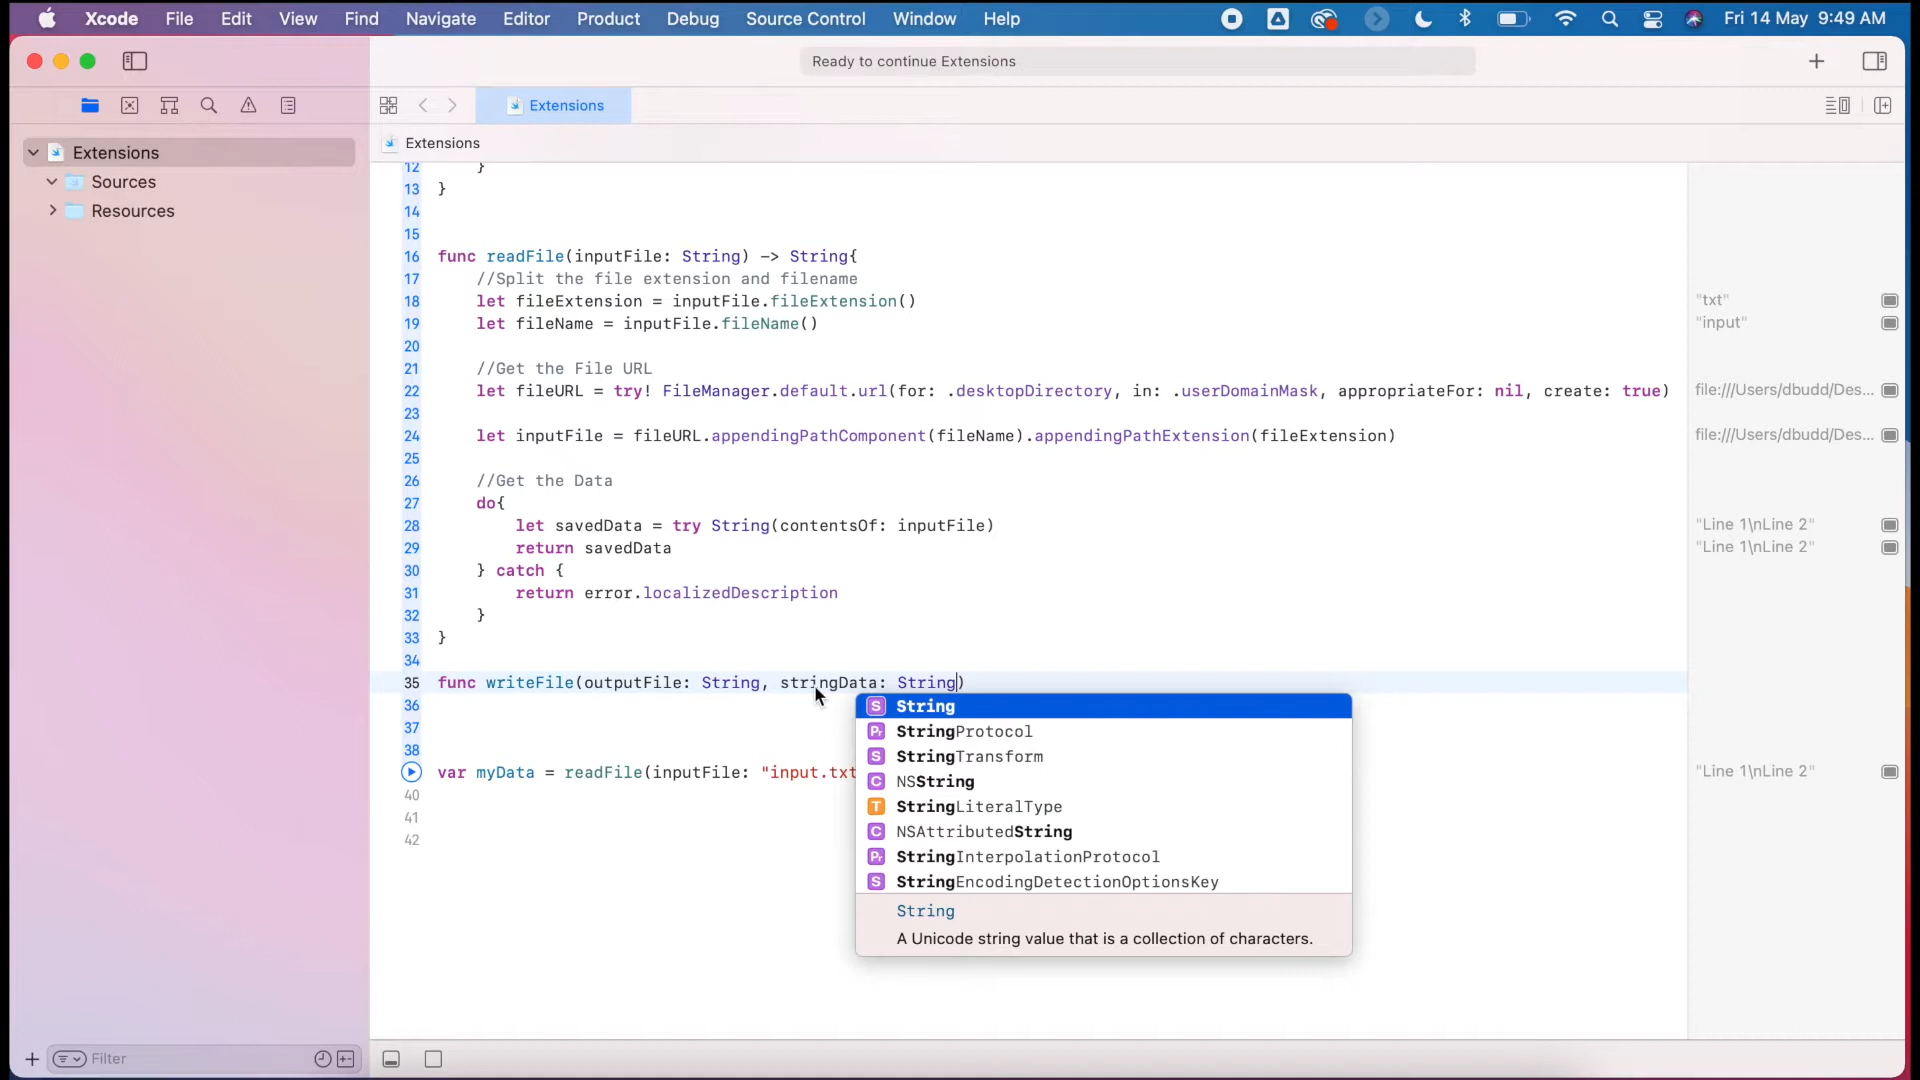 Xcode File Edit View Find Navigate Editor Product Debug Source Control Window Help Fri 14 May 9:49 AM
Ready to continue Extensions
Extensions
Extensions
Extensions
Sources
Resources
12 }
13 }
14
15
16 func readFile(inputFile: String) -> String{
17 //Split the file extension and filename
18 let fileExtension = inputFile.fileExtension() "txt"
19 let fileName = inputFile.fileName() "input"
20
21 //Get the File URL
22 let fileURL = try! FileManager.default.url(for: .desktopDirectory, in: .userDomainMask, appropriateFor: nil, create: true) file:///Users/dbudd/Des...
23
24 let inputFile = fileURL.appendingPathComponent(fileName).appendingPathExtension(fileExtension) file:///Users/dbudd/Des...
25
26 //Get the Data
27 do{
28 let savedData = try String(contentsOf: inputFile) "Line 1\nLine 2"
29 return savedData "Line 1\nLine 2"
30 } catch {
31 return error.localizedDescription
32 }
33 }
34
35 func writeFile(outputFile: String, stringData: String)
36
37
38
var myData = readFile(inputFile: "input.txt "Line 1\nLine 2"
40
41
42
S String
Pr StringProtocol
S StringTransform
C NSString
T StringLiteralType
C NSAttributedString
Pr StringInterpolationProtocol
S StringEncodingDetectionOptionsKey
String
A Unicode string value that is a collection of characters.
Filter